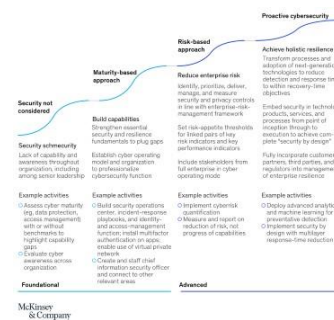 Proactive cybersecurity
Risk-based
approach
Achieve holistic resilience
Transform processes and
adoption of next-generation
technologies to reduce
detection and response time
to within recovery-time
objectives
Embed security in technology
products, services, and
processes from point of
inception through to
execution to achieve com-
plete "security by design"
Fully incorporate customers,
partners, third parties, and
regulators into management
of enterprise resilience
Maturity-based
approach
Reduce enterprise risk
Identify, prioritize, deliver,
manage, and measure
security and privacy controls
in line with enterprise-risk-
management framework
Set risk-appetite thresholds
for linked pairs of key
risk indicators and key
performance indicators
Include stakeholders from
full enterprise in cyber
operating mode
Security not
considered
Build capabilities
Strengthen essential
security and resilience
fundamentals to plug gaps
Establish cyber operating
model and organization
to professionalize
cybersecurity function
Security schmecurity
Lack of capability and
awareness throughout
organization, including
among senior leadership
Example activities
Assess cyber maturity
(eg, data protection,
access management)
with or without
benchmarks to
highlight capability
gaps
Evaluate cyber
awareness across
organization
Example activities
Build security operations
center, incident-response
playbooks, and identity-
and access-management
function; install multifactor
authentication on apps;
enable use of virtual private
network
Create and staff chief
information security officer
and connect to other
relevant areas
Example activities
Implement cyberrisk
quantification
Measure and report on
reduction of risk, not
progress of capabilities
Example activities
Deploy advanced analytics
and machine learning for
preventative detection
Implement security by
design with multilayer
response-time reduction
Foundational
Advanced
McKinsey
& Company